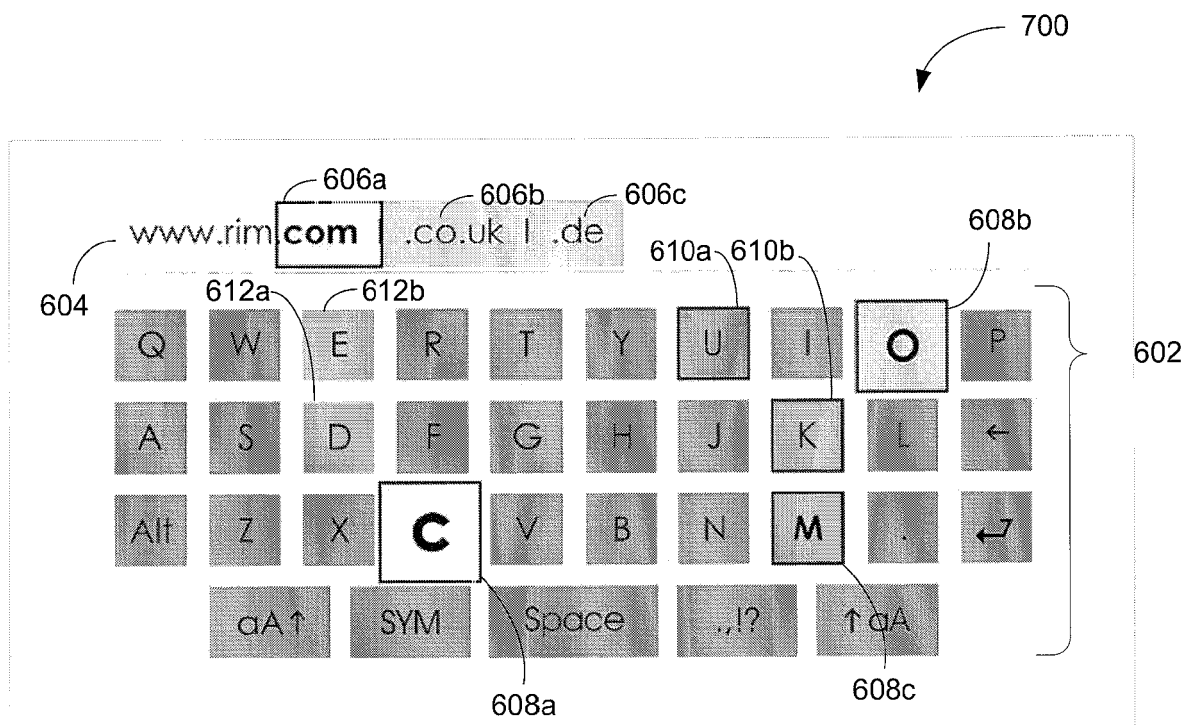 700
606a 606b 606c
www.rim.com | .co.uk | .de
610a 610b 608b
604
612a 612b
Q W E R T Y U I O P
602
A S D F G H J K L ←
Alt Z X C V B N M . ↵
aA↑ SYM Space .,!? ↑aA
608a 608c